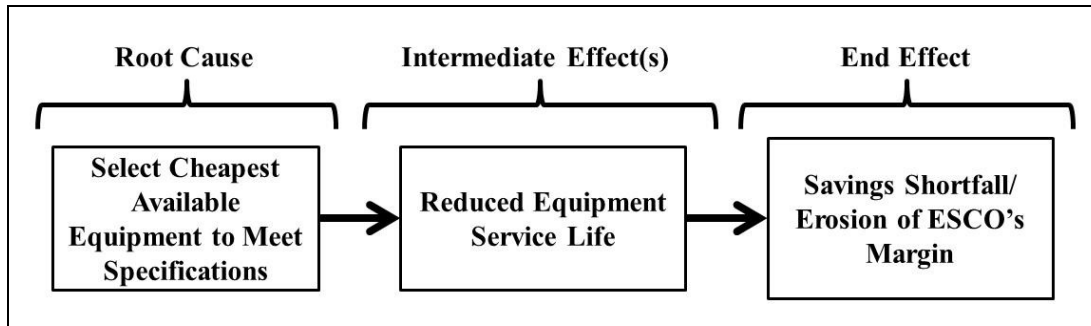 Root Cause
Intermediate Effect(s)
End Effect
Select Cheapest
Available
Equipment to Meet
Specifications
Reduced Equipment
Service Life
Savings Shortfall/
Erosion of ESCO's
Margin